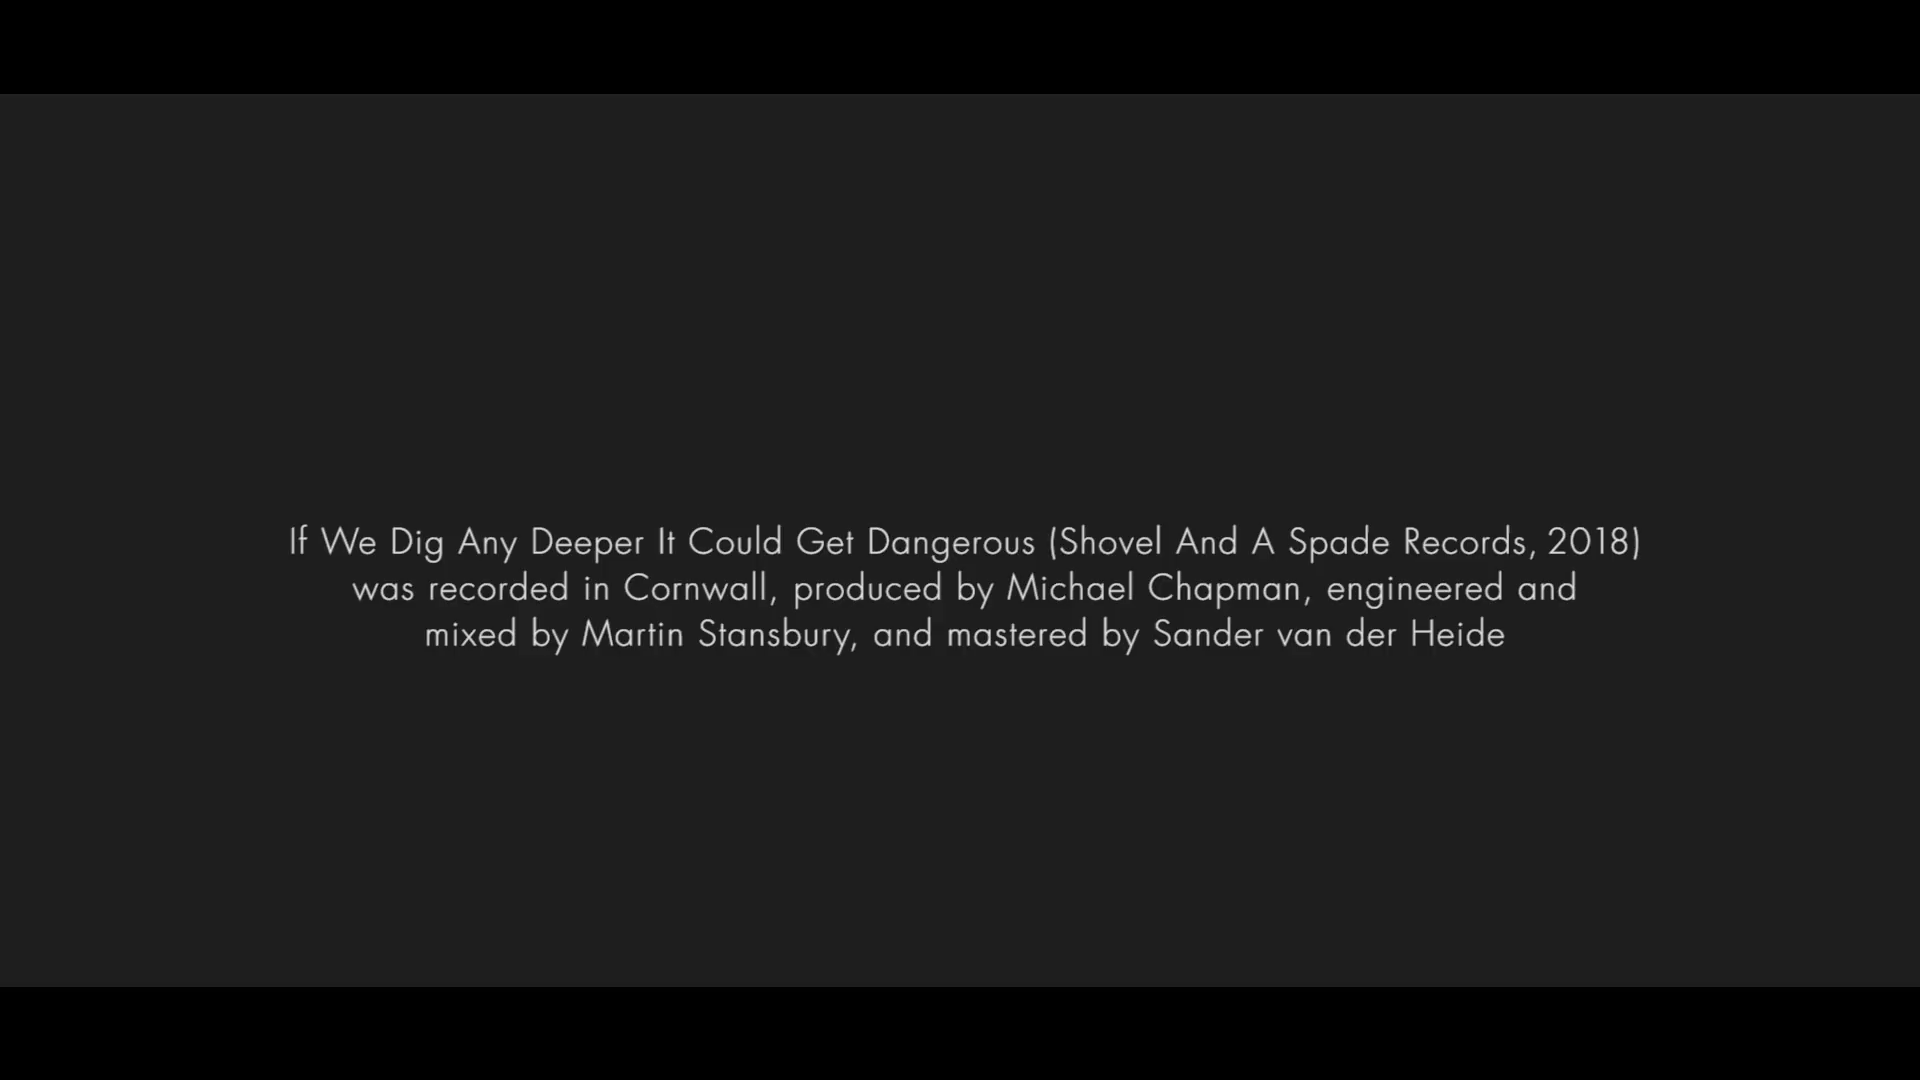 If We Dig Any Deeper It Could Get Dangerous (Shovel And A Spade Records, 2018)
was recorded in Cornwall, produced by Michael Chapman, engineered and
mixed by Martin Stansbury, and mastered by Sander van der Heide